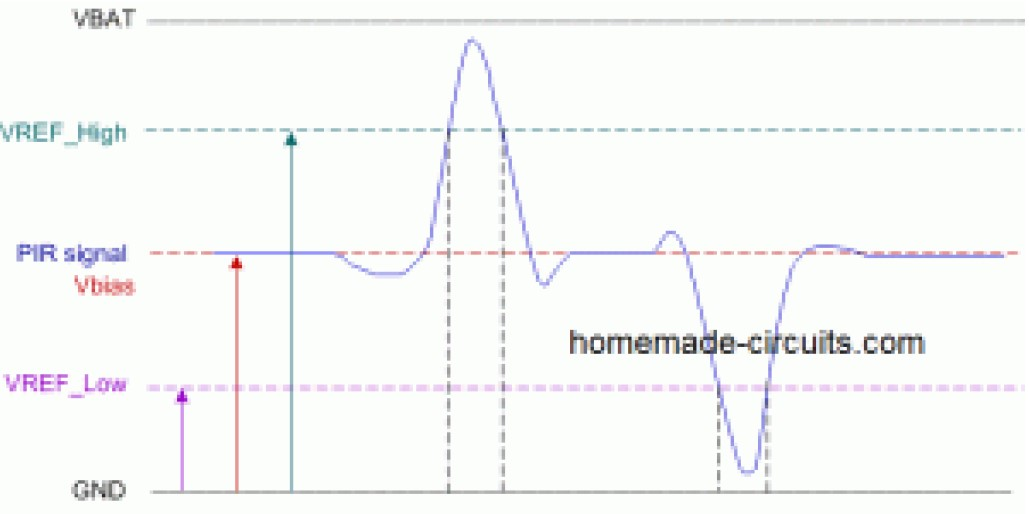 VBAT
VREF_High
PIR signal
Vbias
homemade-circuits.com
VREF_Low
GND